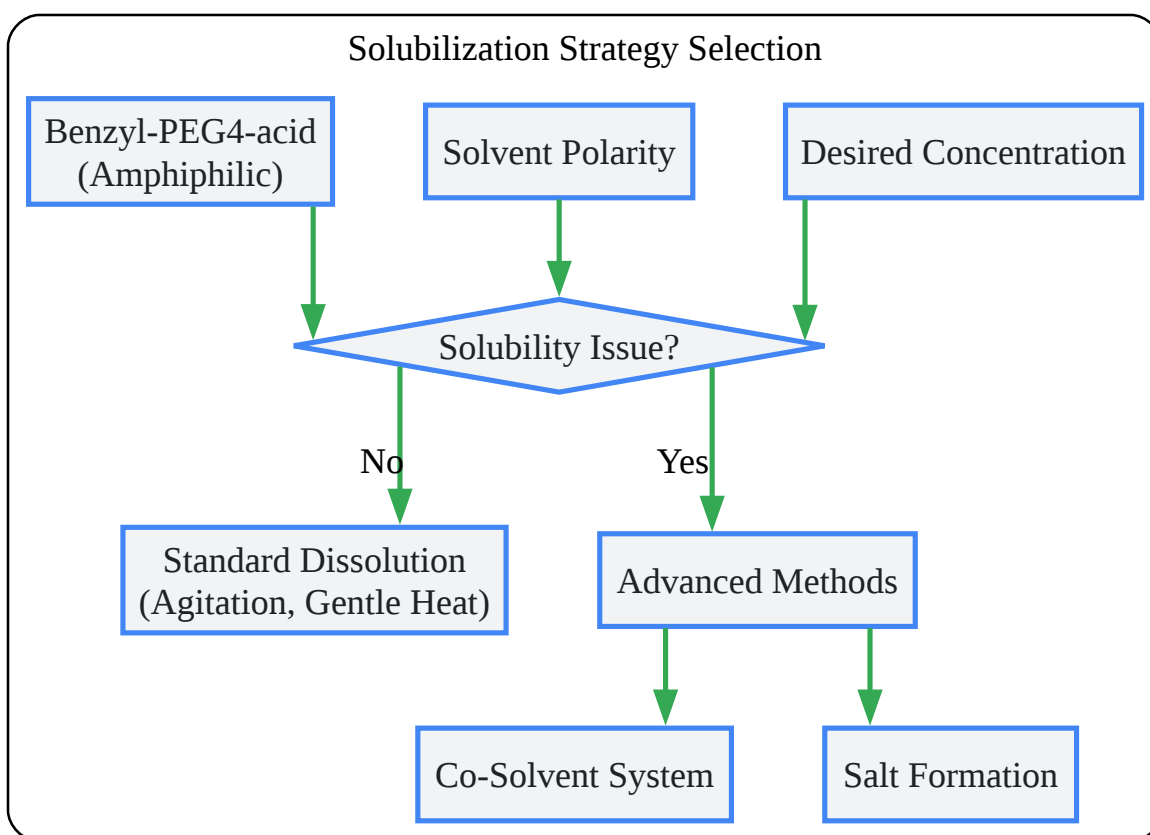 Solubilization Strategy Selection
Benzyl-PEG4-acid
(Amphiphilic)
Solvent Polarity
Desired Concentration
Solubility Issue?
No
Yes
Standard Dissolution
(Agitation, Gentle Heat)
Advanced Methods
Co-Solvent System
Salt Formation